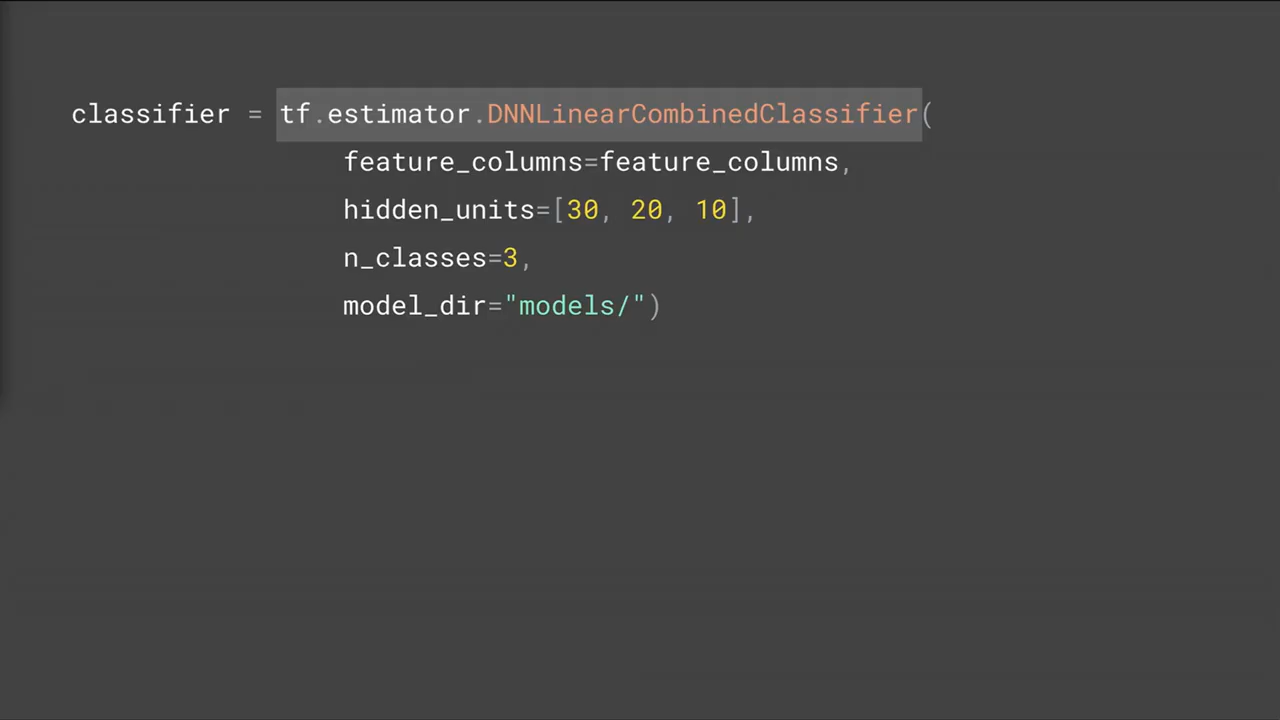 classifier = tf.estimator.DNNLinearCombinedClassifier(
feature_columns=feature_columns,
hidden_units=[30, 20, 10],
n_classes=3,
model_dir="models/")